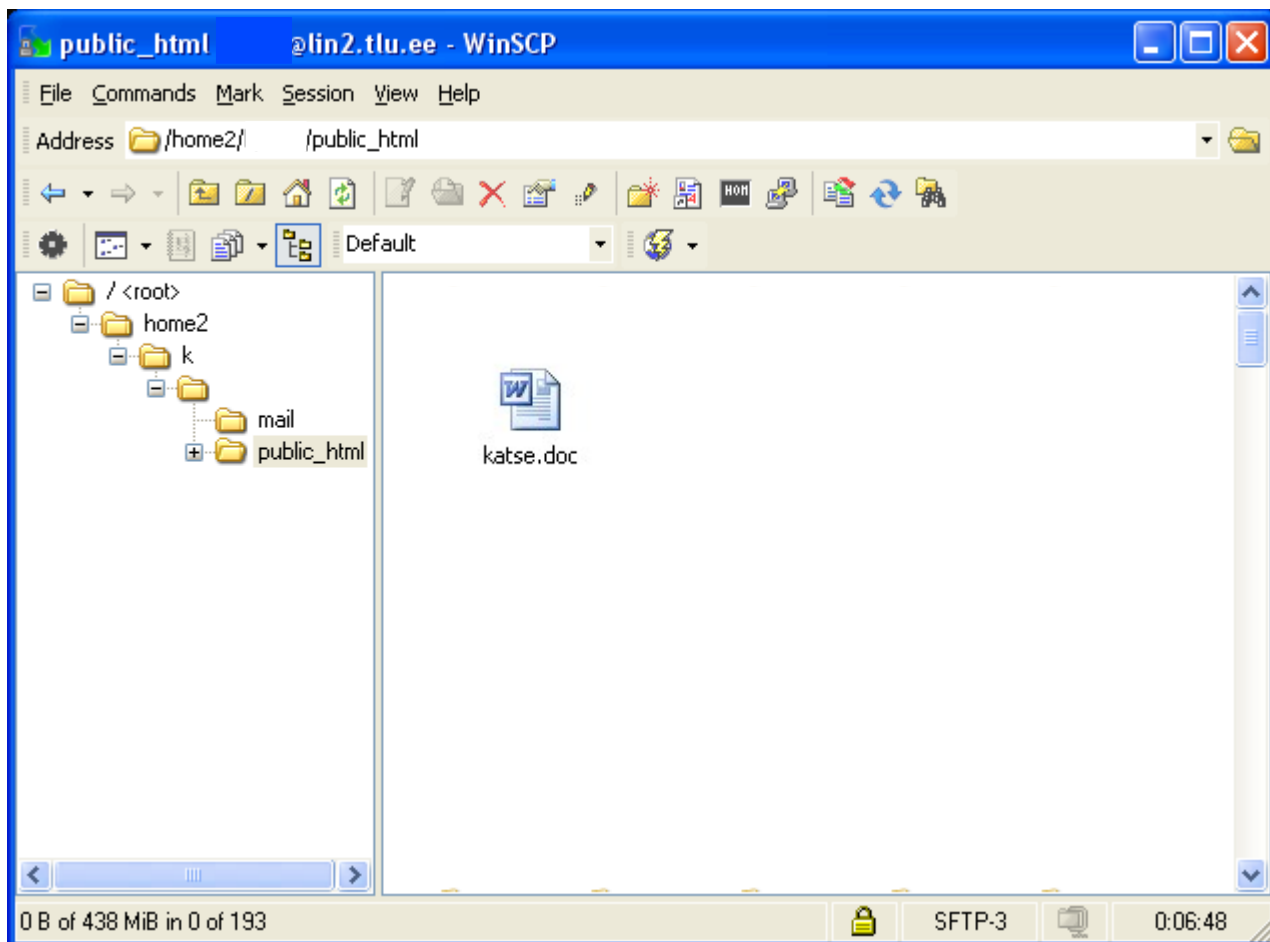 public_html @lin2.tlu.ee - WinSCP
File Commands Mark Session View Help
Address /home2/ /public_html
Default
/ <root>
home2
k
mail
public_html
katse.doc
0 B of 438 MiB in 0 of 193 SFTP-3 0:06:48